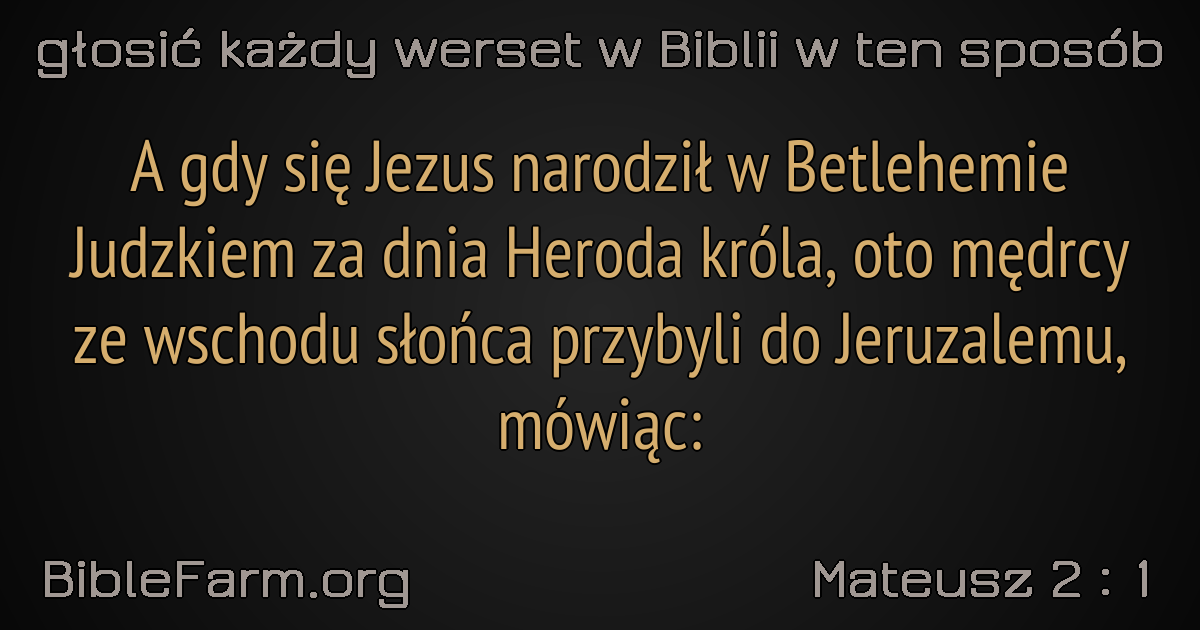 głosić każdy werset w Biblii w ten sposób
A gdy się Jezus narodził w Betlehemie
Judzkiem za dnia Heroda króla, oto mędrcy
ze wschodu słońca przybyli do Jeruzalemu,
mówiąc:
BibleFarm.org
Mateusz 2 : 1